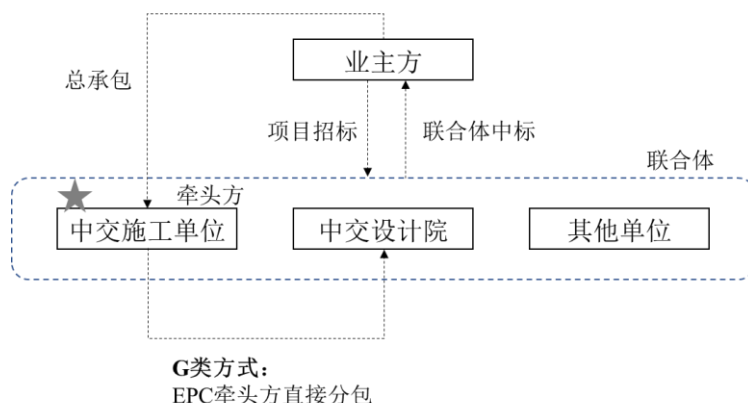 业主方
总承包
项目招标
联合体中标
联合体
牵头方
中交施工单位
中交设计院
其他单位
G类方式：
EPC牵头方直接分包